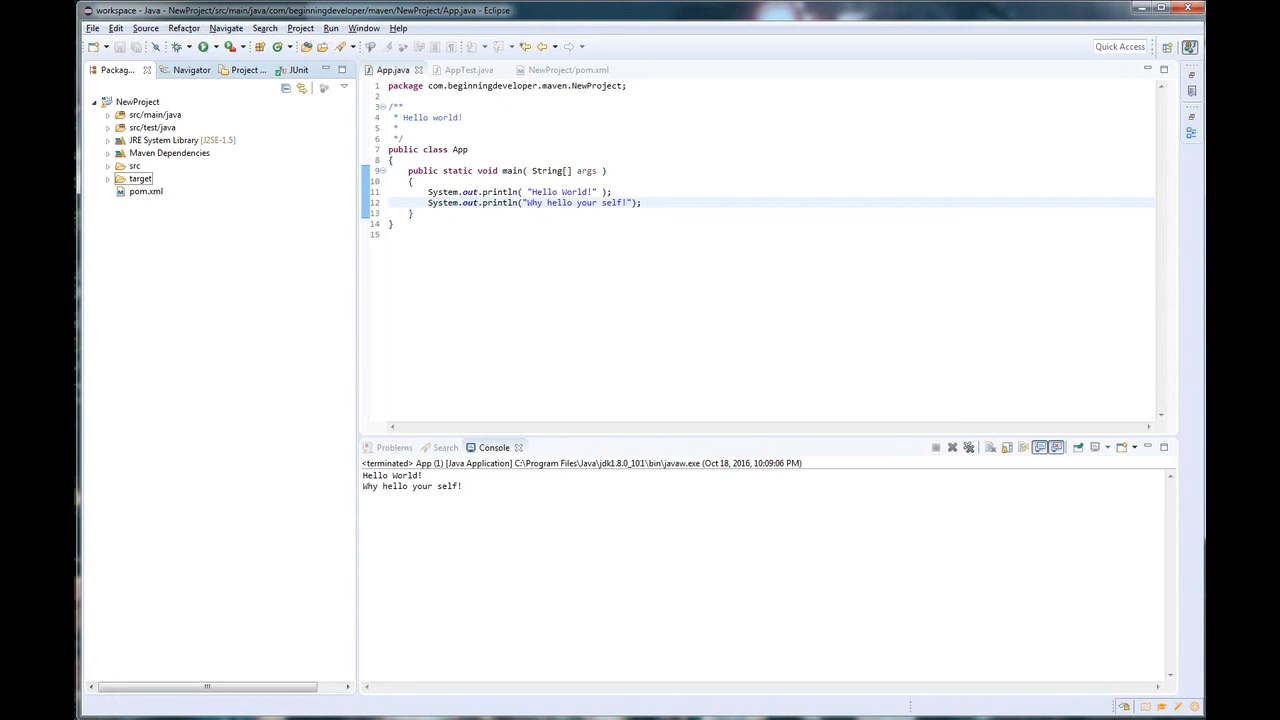 workspace - Java - NewProject/src/main/java/com/beginningdeveloper/maven/NewProject/App.java - Eclipse
File Edit Source Refactor Navigate Search Project Run Window Help
Quick Access
Packag... Navigator Project ... JUnit
NewProject
src/main/java
src/test/java
JRE System Library [J2SE-1.5]
Maven Dependencies
src
target
pom.xml
App.java AppTest.java NewProject/pom.xml
1 package com.beginningdeveloper.maven.NewProject;
2
3 /**
4 * Hello world!
5 *
6 */
7 public class App
8 {
9 public static void main( String[] args )
10 {
11 System.out.println( "Hello World!" );
12 System.out.println("Why hello your self!");
13 }
14 }
15
Problems Search Console
<terminated> App (1) [Java Application] C:\Program Files\Java\jdk1.8.0_101\bin\javaw.exe (Oct 18, 2016, 10:09:06 PM)
Hello World!
Why hello your self!